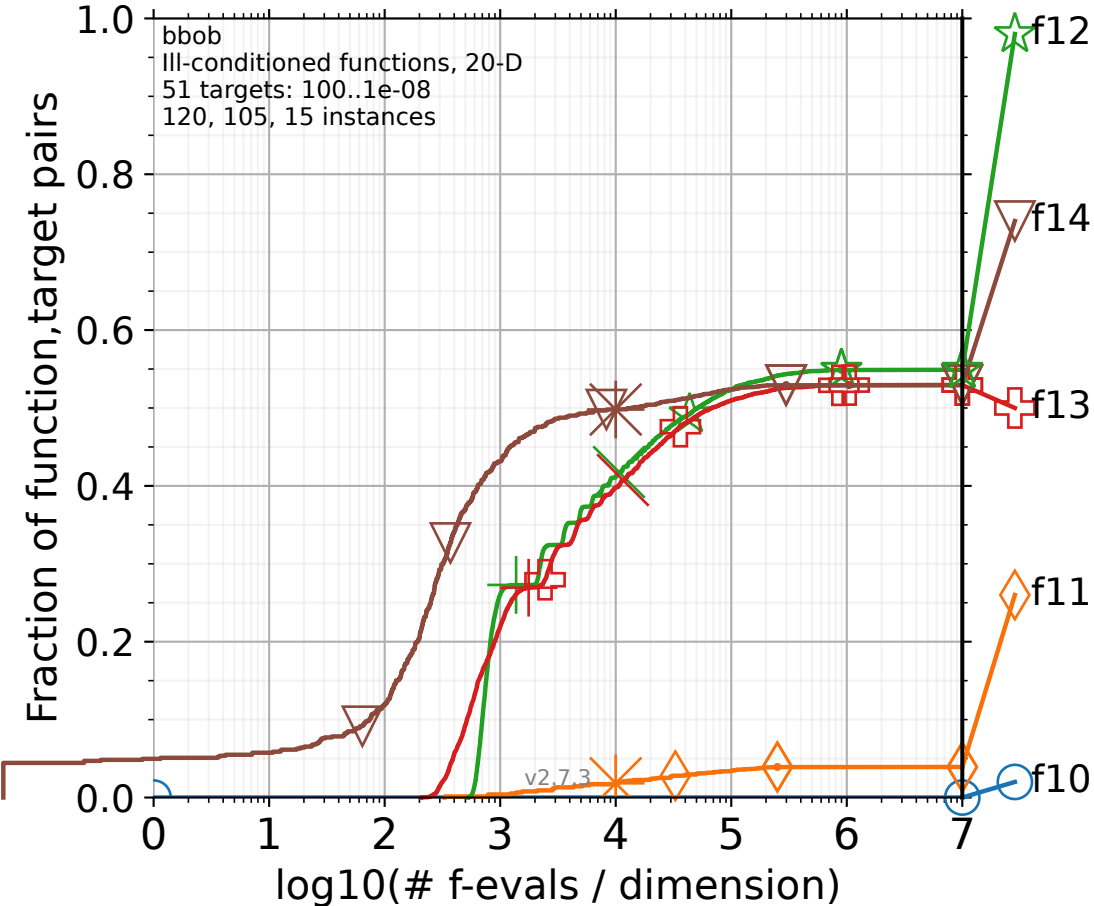 bbob
Ill-conditioned functions, 20-D
51 targets: 100..1e-08
120, 105, 15 instances
Fraction of function,target pairs
1.0
0.8
0.6
0.4
0.2
0.0
v2.7.3
0 1 2 3 4 5 6 7
log10(# f-evals / dimension)
f12
f14
f13
f11
f10